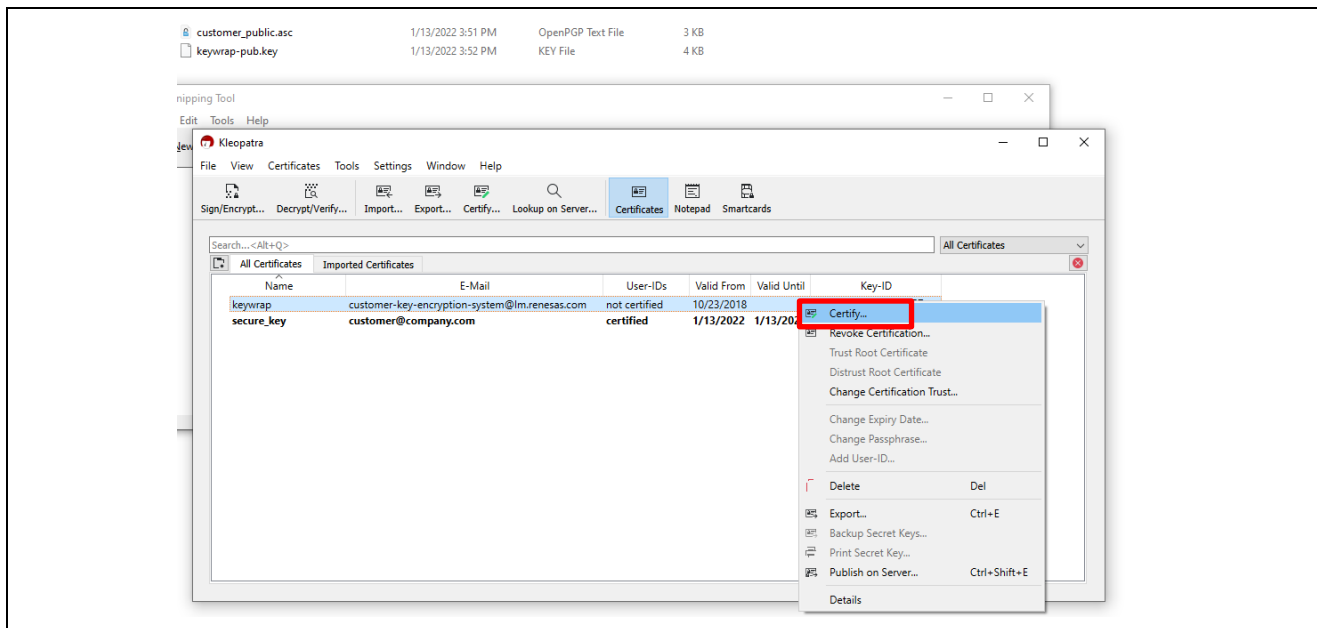 customer_public.asc 1/13/2022 3:51 PM OpenPGP Text File 3 KB
keywrap-pub.key 1/13/2022 3:52 PM KEY File 4 KB
nipping Tool
Edit Tools Help
Kleopatra
File View Certificates Tools Settings Window Help
Sign/Encrypt... Decrypt/Verify... Import... Export... Certify... Lookup on Server... Certificates Notepad Smartcards
Search...<Alt+Q> All Certificates
All Certificates Imported Certificates
Name E-Mail User-IDs Valid From Valid Until Key-ID
keywrap customer-key-encryption-system@lm.renesas.com not certified 10/23/2018
secure_key customer@company.com certified 1/13/2022 1/13/202
Certify...
Revoke Certification...
Trust Root Certificate
Distrust Root Certificate
Change Certification Trust...
Change Expiry Date...
Change Passphrase...
Add User-ID...
Delete Del
Export... Ctrl+E
Backup Secret Keys...
Print Secret Key...
Publish on Server... Ctrl+Shift+E
Details